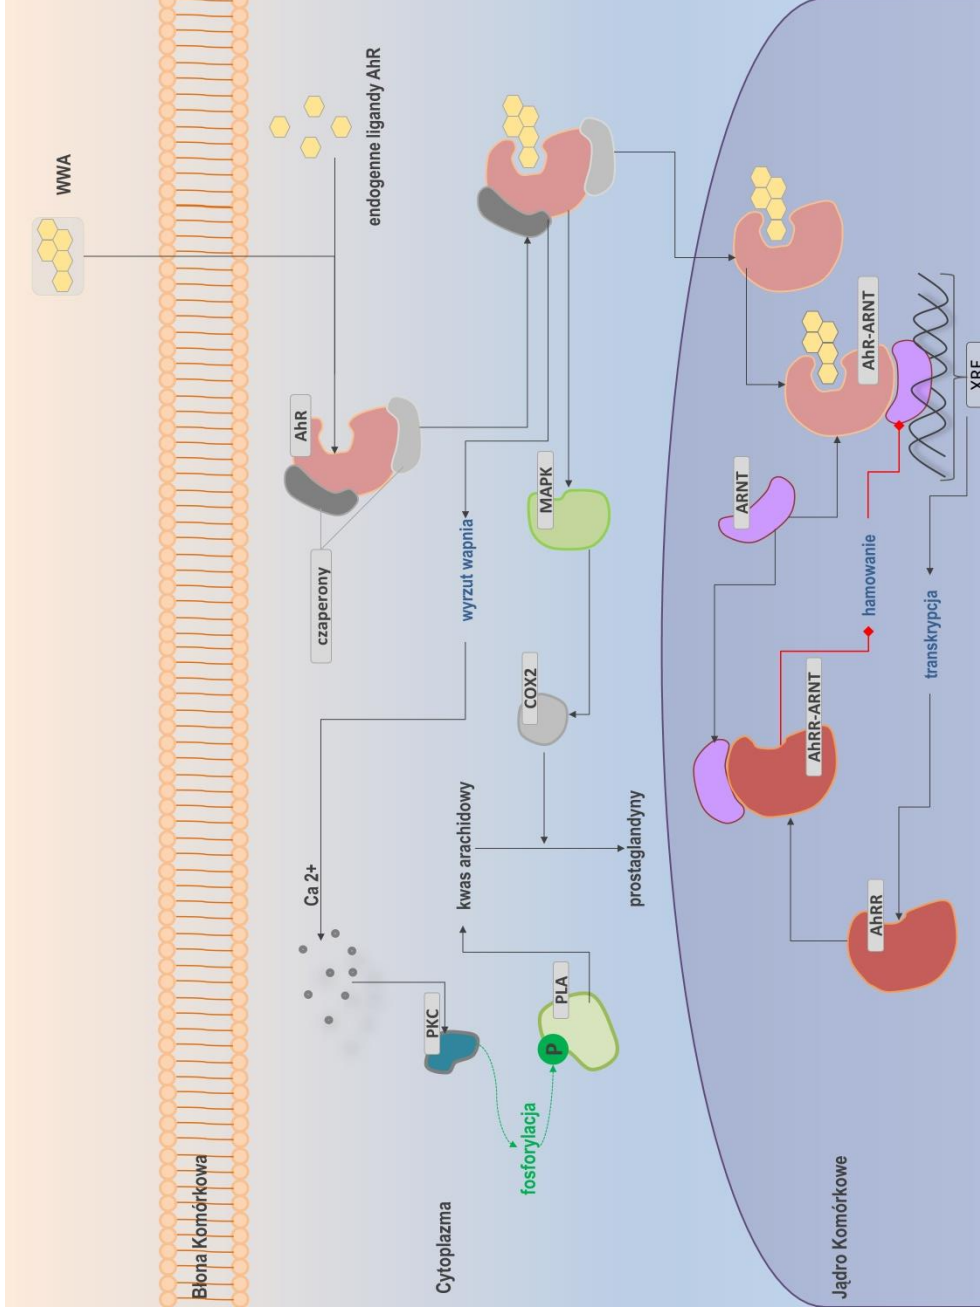 WWA
Błona Komórkowa
endogenne ligandy AhR
AhR
czaperony
Ca 2+
Cytoplazma
PKC
wyrzut wapnia
kwas arachidowy
fosforylacja
P
PLA
COX2
MAPK
prostaglandyny
ARNT
AhRR-ARNT
AhR-ARNT
hamowanie
Jądro Komórkowe
AhRR
transkrypcja
XRE